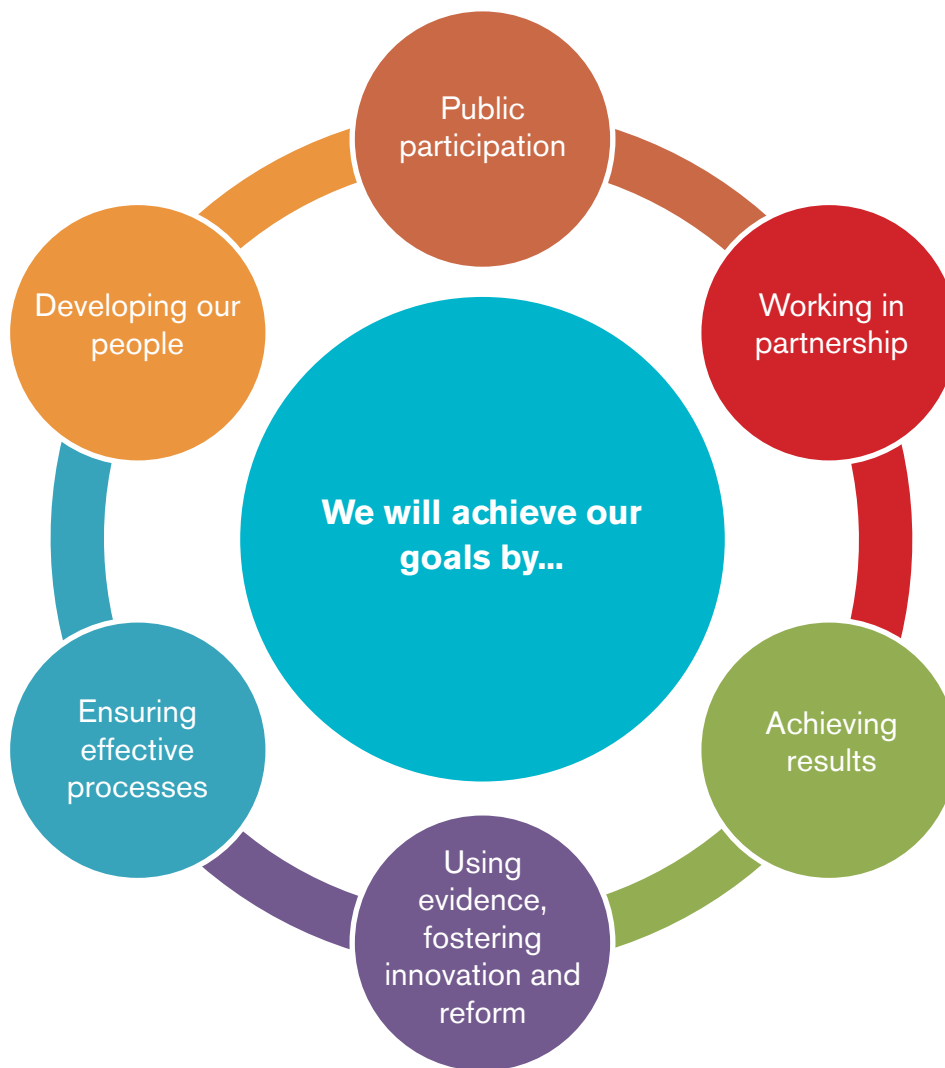 Public
participation
Working in
partnership
Achieving
results
Using
evidence,
fostering
innovation and
reform
Ensuring
effective
processes
Developing our
people
We will achieve our
goals by...